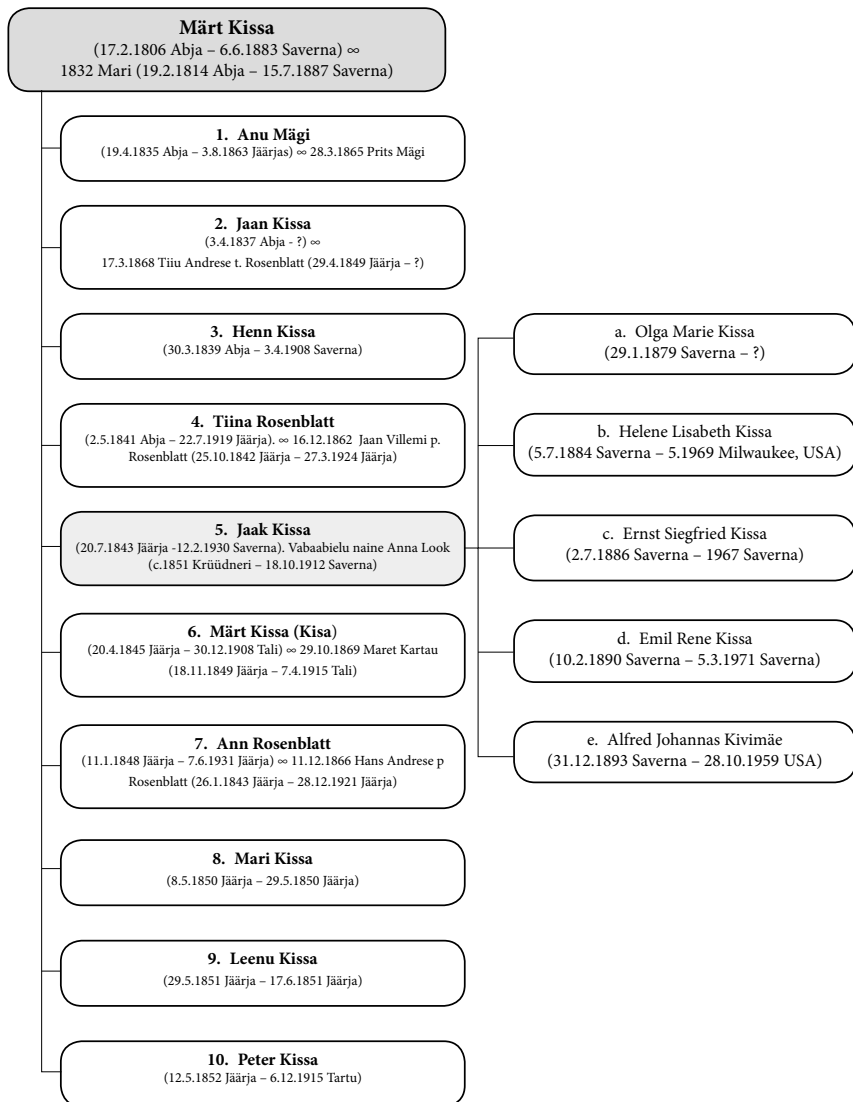 Märt Kissa
(17.2.1806 Abja – 6.6.1883 Saverna) ∞
1832 Mari (19.2.1814 Abja – 15.7.1887 Saverna)
1. Anu Mägi
(19.4.1835 Abja – 3.8.1863 Jäärjas) ∞ 28.3.1865 Prits Mägi
2. Jaan Kissa
(3.4.1837 Abja - ?) ∞
17.3.1868 Tiiu Andrese t. Rosenblatt (29.4.1849 Jäärja – ?)
3. Henn Kissa
(30.3.1839 Abja – 3.4.1908 Saverna)
4. Tiina Rosenblatt
(2.5.1841 Abja – 22.7.1919 Jäärja). ∞ 16.12.1862 Jaan Villemi p.
Rosenblatt (25.10.1842 Jäärja – 27.3.1924 Jäärja)
5. Jaak Kissa
(20.7.1843 Jäärja -12.2.1930 Saverna). Vabaabielu naine Anna Look
(c.1851 Krüüdneri – 18.10.1912 Saverna)
a. Olga Marie Kissa
(29.1.1879 Saverna – ?)
b. Helene Lisabeth Kissa
(5.7.1884 Saverna – 5.1969 Milwaukee, USA)
c. Ernst Siegfried Kissa
(2.7.1886 Saverna – 1967 Saverna)
d. Emil Rene Kissa
(10.2.1890 Saverna – 5.3.1971 Saverna)
e. Alfred Johannas Kivimäe
(31.12.1893 Saverna – 28.10.1959 USA)
6. Märt Kissa (Kisa)
(20.4.1845 Jäärja – 30.12.1908 Tali) ∞ 29.10.1869 Maret Kartau
(18.11.1849 Jäärja – 7.4.1915 Tali)
7. Ann Rosenblatt
(11.1.1848 Jäärja – 7.6.1931 Jäärja) ∞ 11.12.1866 Hans Andrese p
Rosenblatt (26.1.1843 Jäärja – 28.12.1921 Jäärja)
8. Mari Kissa
(8.5.1850 Jäärja – 29.5.1850 Jäärja)
9. Leenu Kissa
(29.5.1851 Jäärja – 17.6.1851 Jäärja)
10. Peter Kissa
(12.5.1852 Jäärja – 6.12.1915 Tartu)